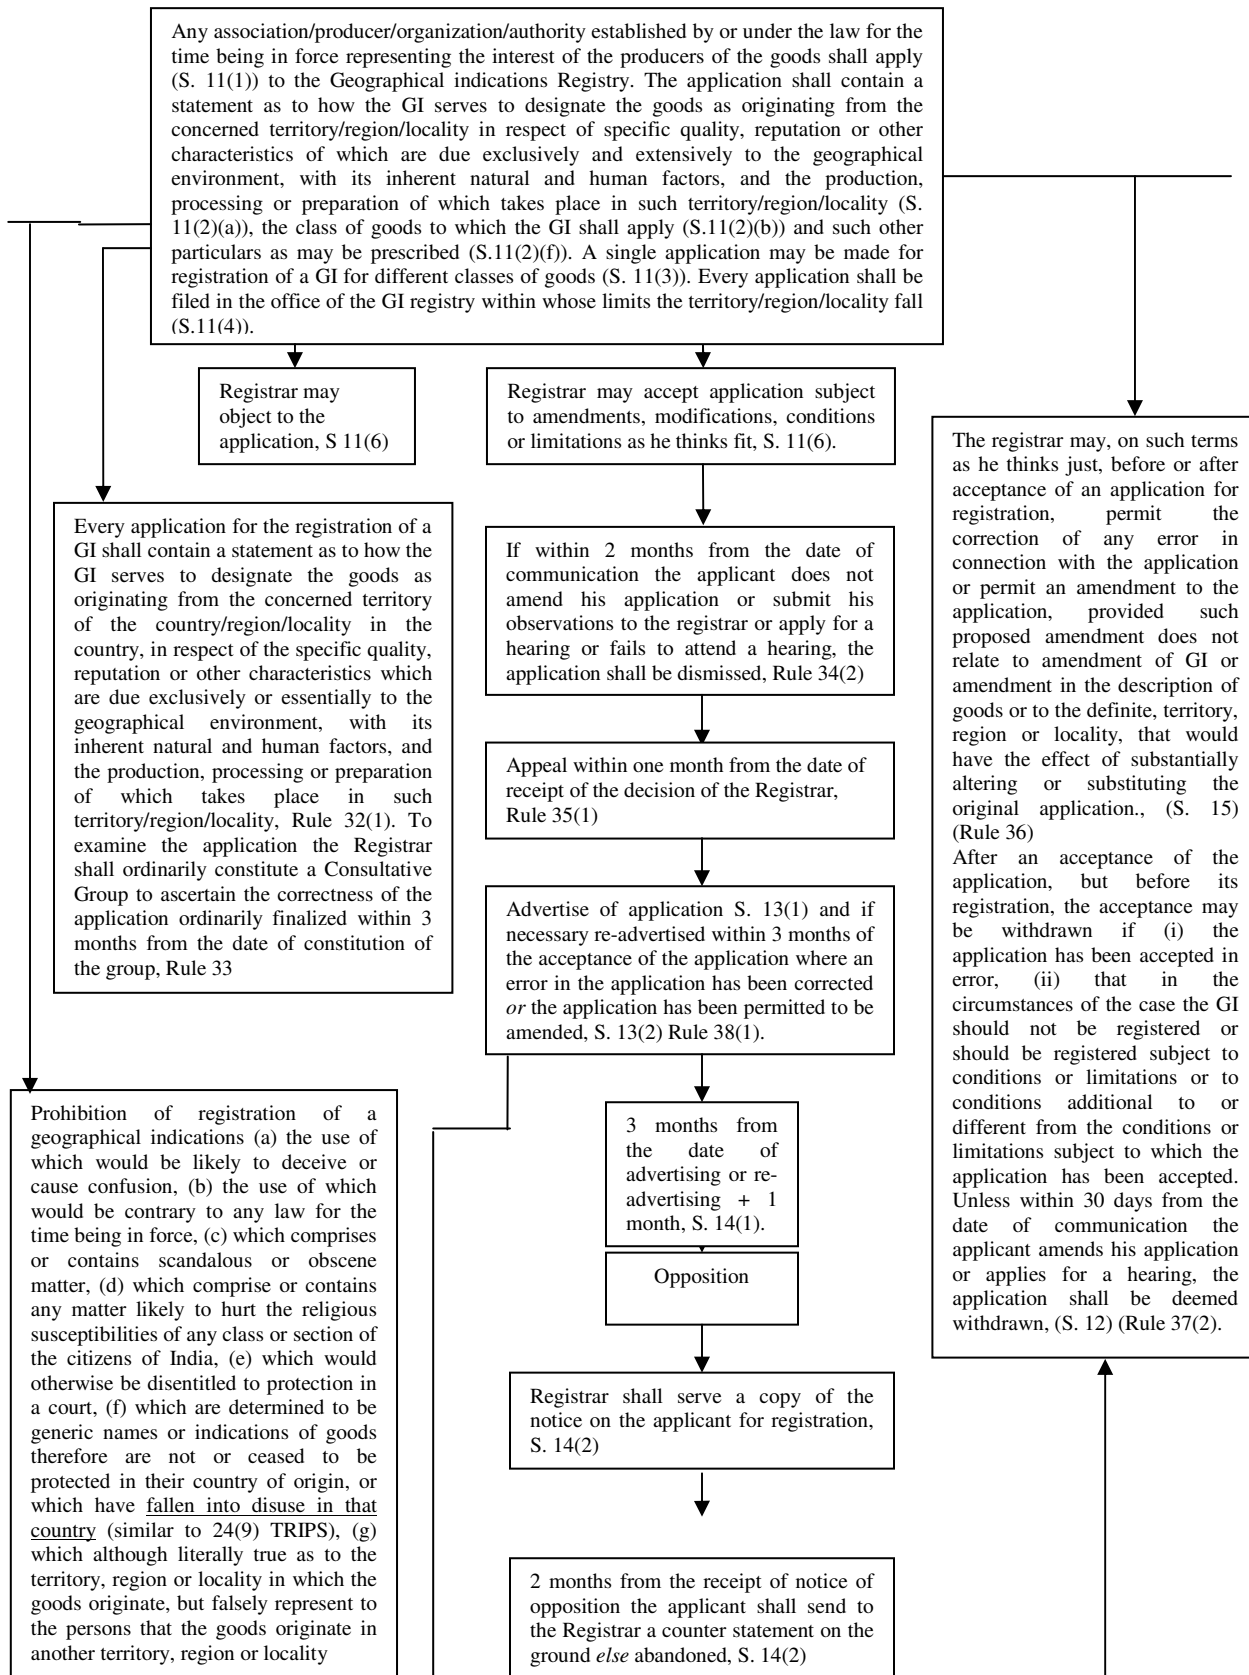 Any association/producer/organization/authority established by or under the law for the
time being in force representing the interest of the producers of the goods shall apply
(S. 11(1)) to the Geographical indications Registry. The application shall contain a
statement as to how the GI serves to designate the goods as originating from the
concerned territory/region/locality in respect of specific quality, reputation or other
characteristics of which are due exclusively and extensively to the geographical
environment, with its inherent natural and human factors, and the production,
processing or preparation of which takes place in such territory/region/locality (S.
11(2)(a)), the class of goods to which the GI shall apply (S.11(2)(b)) and such other
particulars as may be prescribed (S.11(2)(f)). A single application may be made for
registration of a GI for different classes of goods (S. 11(3)). Every application shall be
filed in the office of the GI registry within whose limits the territory/region/locality fall
(S.11(4)).
Registrar may
object to the
application, S 11(6)
Registrar may accept application subject
to amendments, modifications, conditions
or limitations as he thinks fit, S. 11(6).
Every application for the registration of a
GI shall contain a statement as to how the
GI serves to designate the goods as
originating from the concerned territory
of the country/region/locality in the
country, in respect of the specific quality,
reputation or other characteristics which
are due exclusively or essentially to the
geographical environment, with its
inherent natural and human factors, and
the production, processing or preparation
of which takes place in such
territory/region/locality, Rule 32(1). To
examine the application the Registrar
shall ordinarily constitute a Consultative
Group to ascertain the correctness of the
application ordinarily finalized within 3
months from the date of constitution of
the group, Rule 33
If within 2 months from the date of
communication the applicant does not
amend his application or submit his
observations to the registrar or apply for a
hearing or fails to attend a hearing, the
application shall be dismissed, Rule 34(2)
Appeal within one month from the date of
receipt of the decision of the Registrar,
Rule 35(1)
Advertise of application S. 13(1) and if
necessary re-advertised within 3 months of
the acceptance of the application where an
error in the application has been corrected
or the application has been permitted to be
amended, S. 13(2) Rule 38(1).
The registrar may, on such terms
as he thinks just, before or after
acceptance of an application for
registration, permit the
correction of any error in
connection with the application
or permit an amendment to the
application, provided such
proposed amendment does not
relate to amendment of GI or
amendment in the description of
goods or to the definite, territory,
region or locality, that would
have the effect of substantially
altering or substituting the
original application., (S. 15)
(Rule 36)
After an acceptance of the
application, but before its
registration, the acceptance may
be withdrawn if (i) the
application has been accepted in
error, (ii) that in the
circumstances of the case the GI
should not be registered or
should be registered subject to
conditions or limitations or to
conditions additional to or
different from the conditions or
limitations subject to which the
application has been accepted.
Unless within 30 days from the
date of communication the
applicant amends his application
or applies for a hearing, the
application shall be deemed
withdrawn, (S. 12) (Rule 37(2).
Prohibition of registration of a
geographical indications (a) the use of
which would be likely to deceive or
cause confusion, (b) the use of which
would be contrary to any law for the
time being in force, (c) which comprises
or contains scandalous or obscene
matter, (d) which comprise or contains
any matter likely to hurt the religious
susceptibilities of any class or section of
the citizens of India, (e) which would
otherwise be disentitled to protection in
a court, (f) which are determined to be
generic names or indications of goods
therefore are not or ceased to be
protected in their country of origin, or
which have fallen into disuse in that
country (similar to 24(9) TRIPS), (g)
which although literally true as to the
territory, region or locality in which the
goods originate, but falsely represent to
the persons that the goods originate in
another territory, region or locality
3 months from
the date of
advertising or re-
advertising + 1
month, S. 14(1).
Opposition
Registrar shall serve a copy of the
notice on the applicant for registration,
S. 14(2)
2 months from the receipt of notice of
opposition the applicant shall send to
the Registrar a counter statement on the
ground else abandoned, S. 14(2)